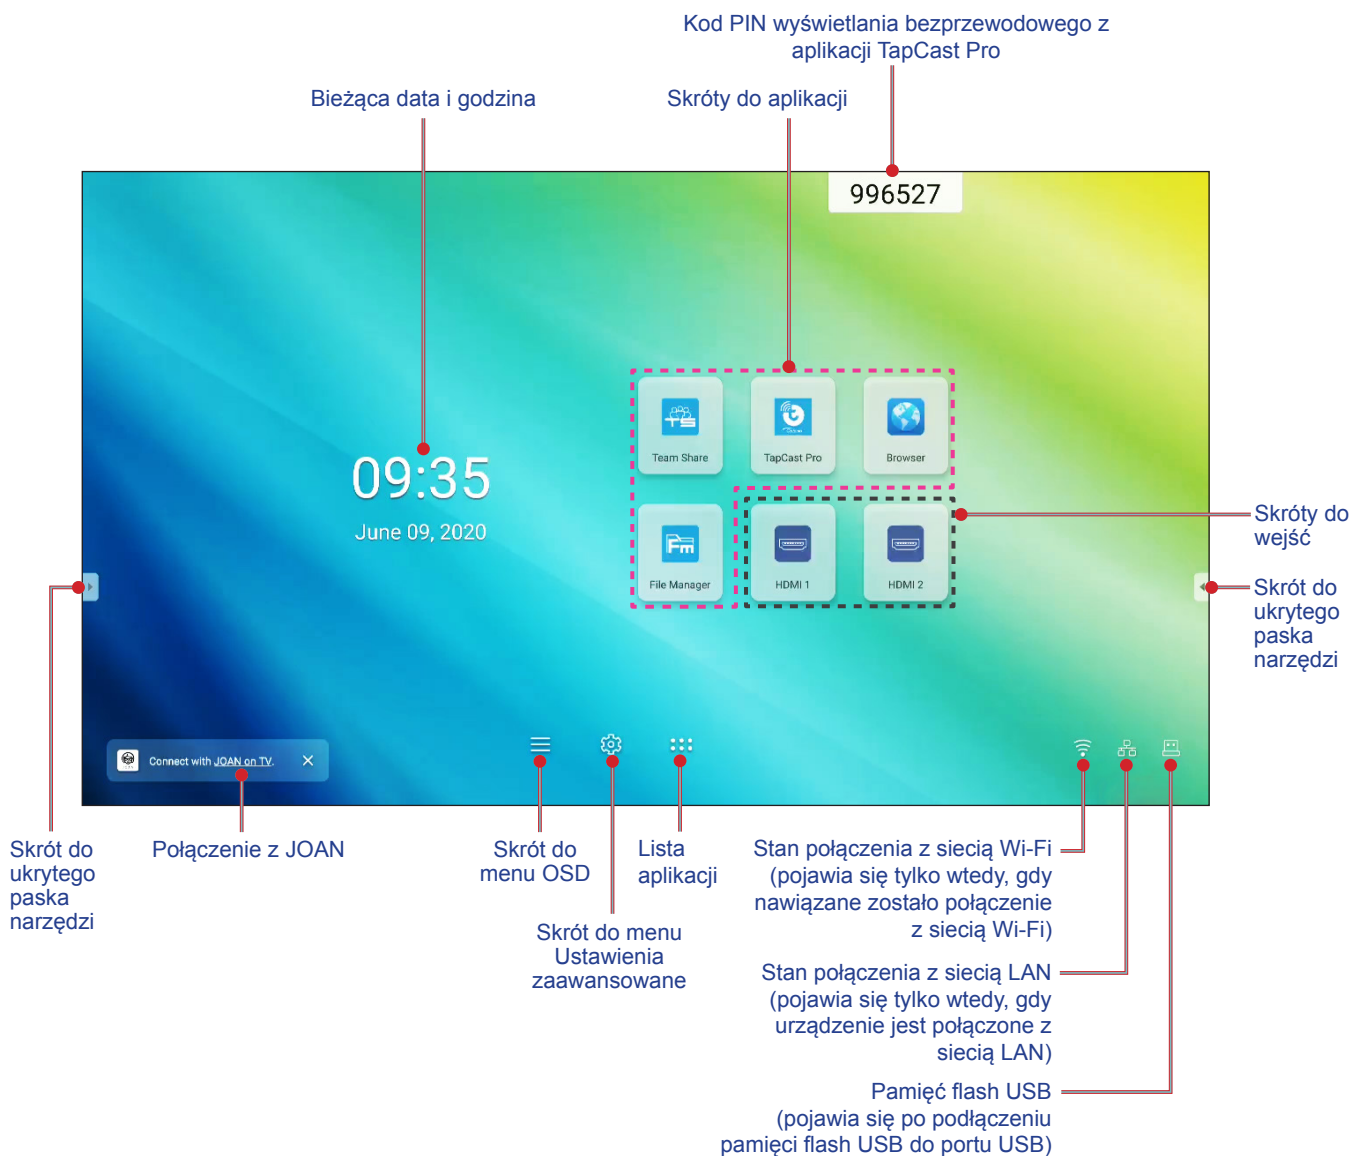 Kod PIN wyświetlania bezprzewodowego z
aplikacji TapCast Pro
Bieżąca data i godzina
Skróty do aplikacji
996527
Team Share
TapCast Pro
Browser
09:35
June 09, 2020
File Manager
HDMI 1
HDMI 2
Skróty do
wejść
Skrót do
ukrytego
paska
narzędzi
Connect with JOAN on TV.
Skrót do
ukrytego
paska
narzędzi
Połączenie z JOAN
Skrót do
menu OSD
Lista
aplikacji
Skrót do menu
Ustawienia
zaawansowane
Stan połączenia z siecią Wi-Fi
(pojawia się tylko wtedy, gdy
nawiązane zostało połączenie
z siecią Wi-Fi)
Stan połączenia z siecią LAN
(pojawia się tylko wtedy, gdy
urządzenie jest połączone z
siecią LAN)
Pamięć flash USB
(pojawia się po podłączeniu
pamięci flash USB do portu USB)